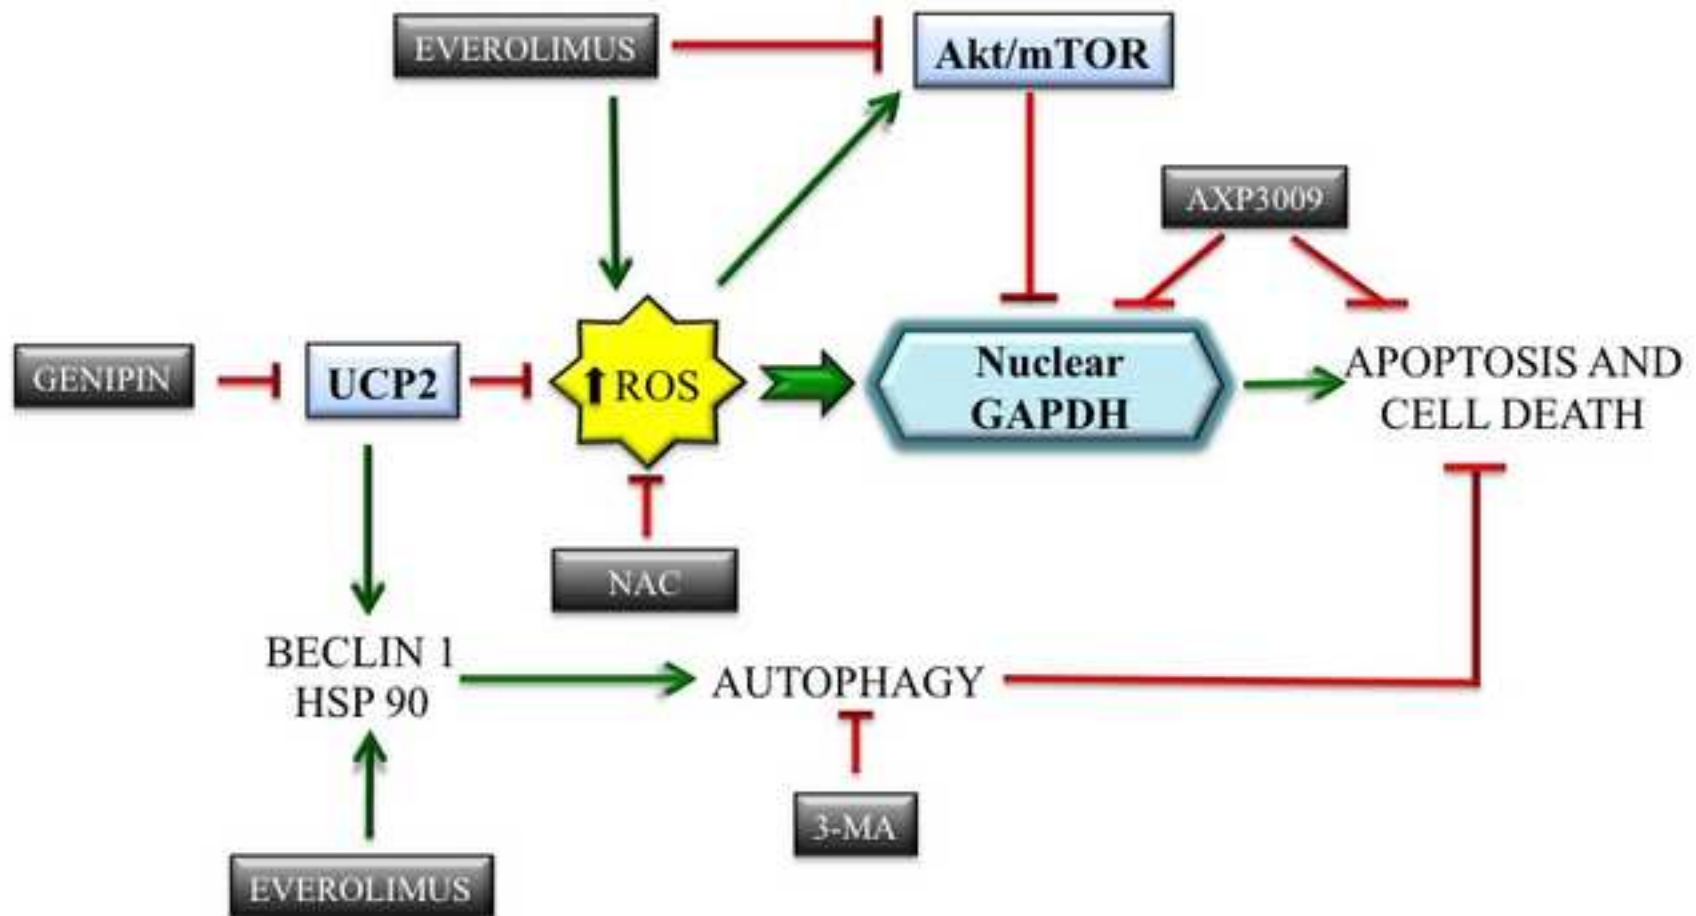 EVEROLIMUS
Akt/mTOR
AXP3009
GENIPIN
UCP2
⬆ROS
Nuclear
GAPDH
APOPTOSIS AND
CELL DEATH
NAC
BECLIN 1
HSP 90
AUTOPHAGY
3-MA
EVEROLIMUS